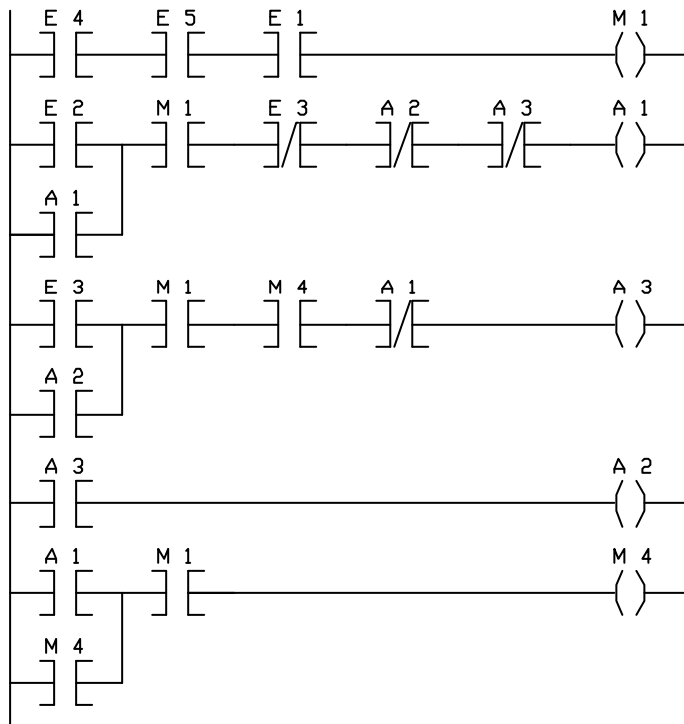 E 4 E 5 E 1 M 1
E 2 M 1 E 3 A 2 A 3 A 1
A 1
E 3 M 1 M 4 A 1 A 3
A 2
A 3 A 2
A 1 M 1 M 4
M 4